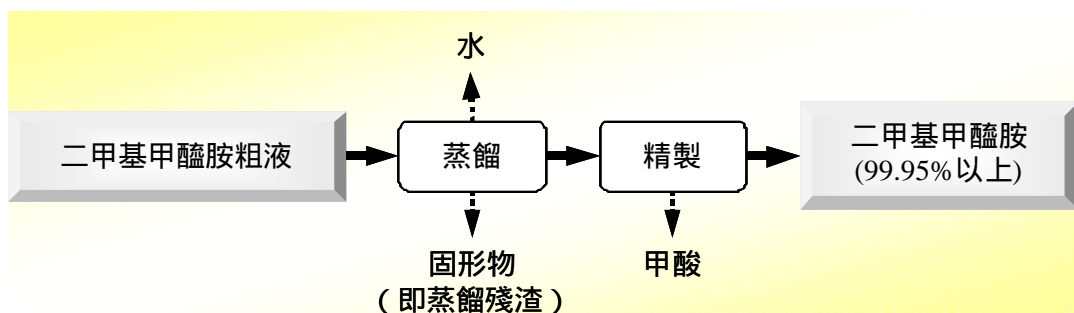 水
二甲基甲醯胺粗液
蒸餾
精製
二甲基甲醯胺
(99.95%以上)
固形物
（即蒸餾殘渣）
甲酸